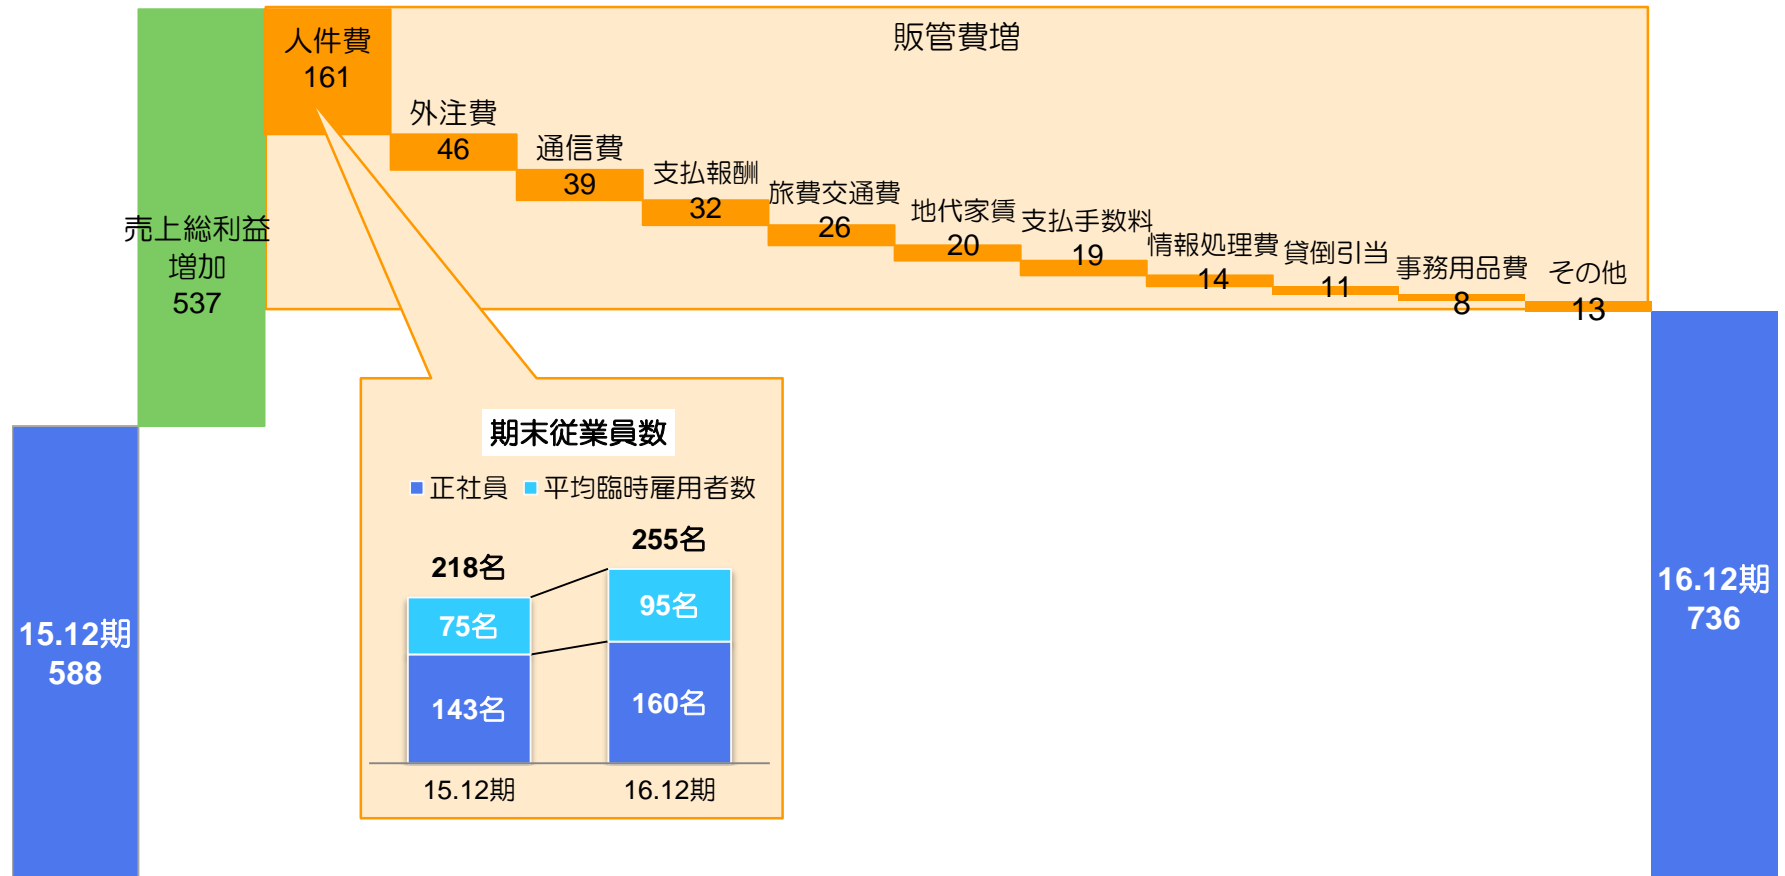 販管費増
人件費
161
外注費
46
通信費
39
支払報酬
32
旅費交通費
26
地代家賃
20
支払手数料
19
情報処理費
14
貸倒引当
11
事務用品費
8
その他
13
売上総利益
増加
537
15.12期
588
16.12期
736
期末従業員数
正社員 平均臨時雇用者数
218名
255名
75名
95名
143名
160名
15.12期
16.12期